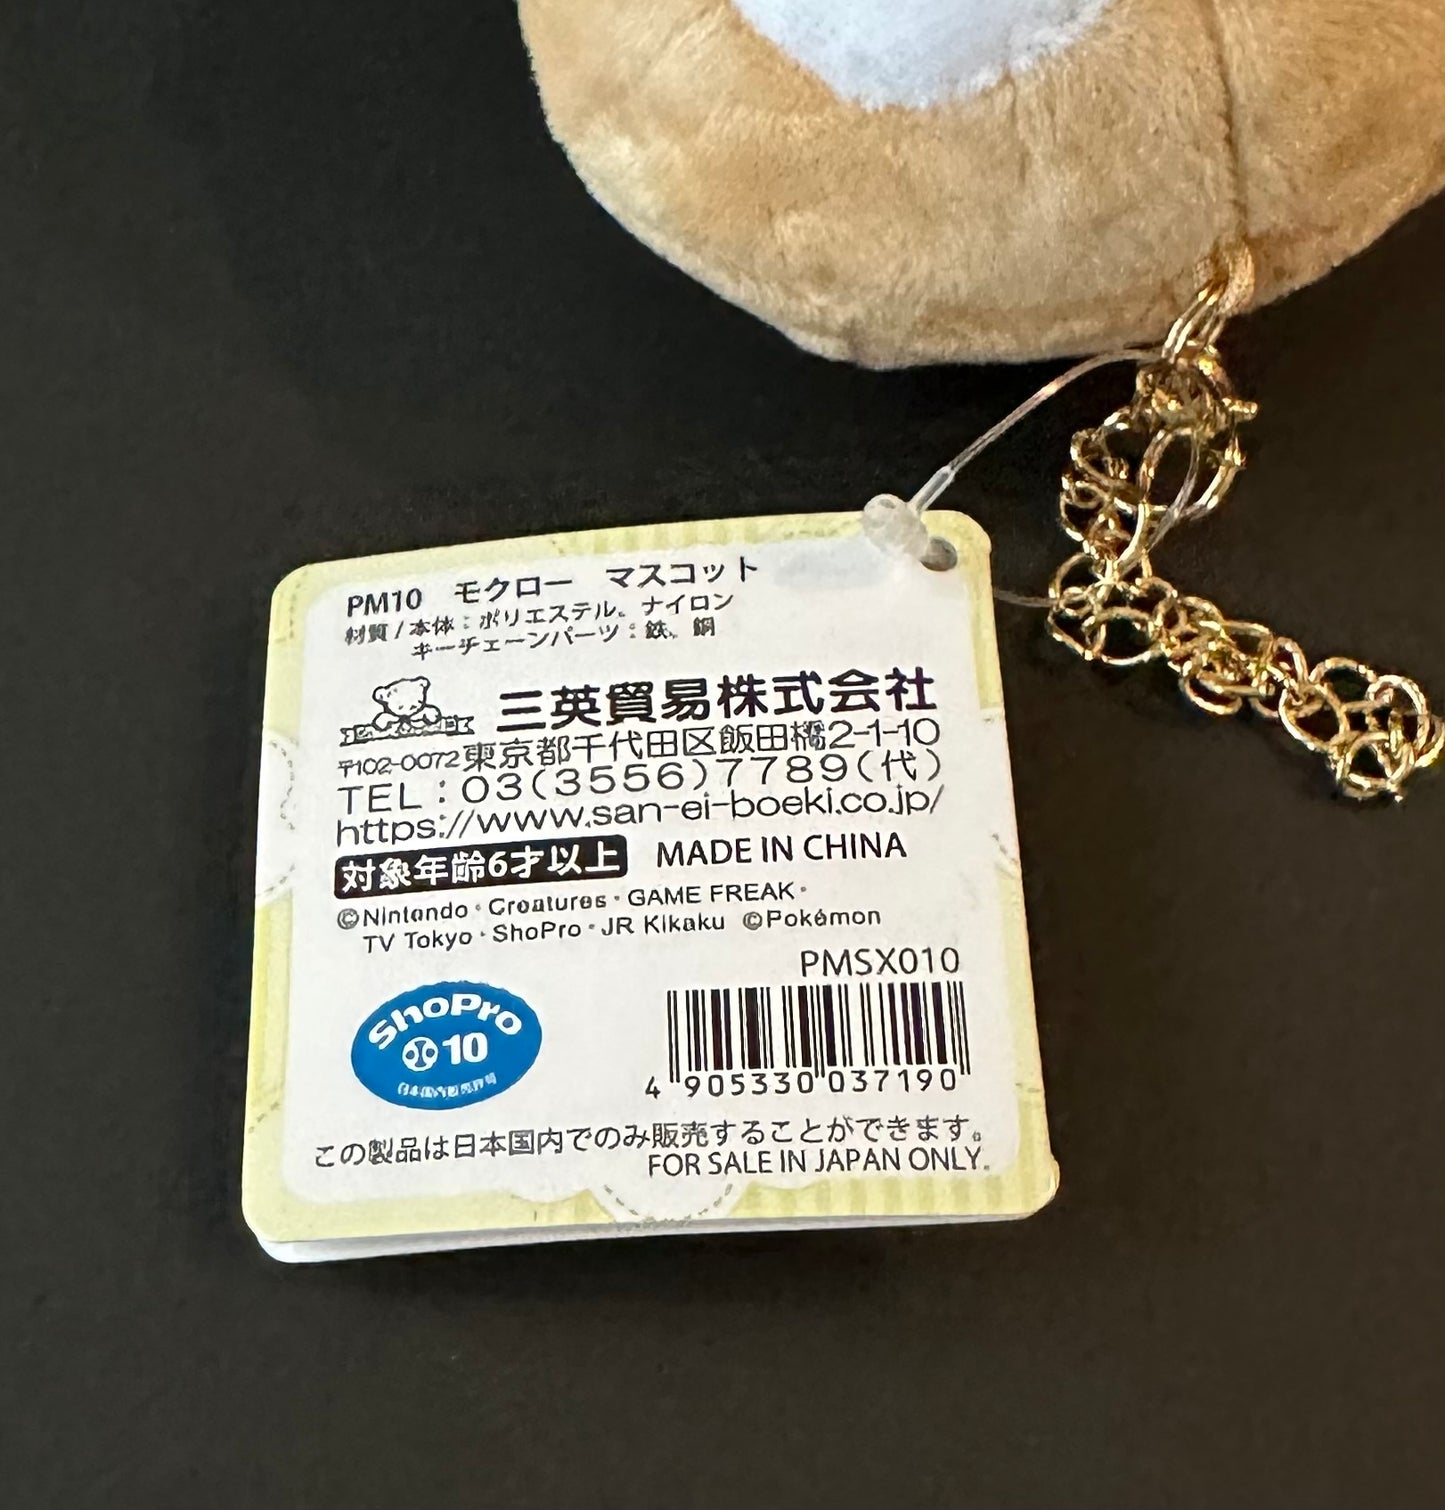 PM10 モクロー マスコット
材質/本体：ポリエステル、ナイロン
キーチェーンパーツ：鉄、鋼
三英貿易株式会社
〒102-0072東京都千代田区飯田橋2-1-10
TEL：03(3556)7789(代)
https://www.san-ei-boeki.co.jp/
対象年齢6才以上 MADE IN CHINA
©Nintendo・Creatures・GAME FREAK・
TV Tokyo・ShoPro・JR Kikaku ©Pokémon
PMSX010
ShoPro
10
4 905330 037190
この製品は日本国内でのみ販売することができます。
FOR SALE IN JAPAN ONLY.